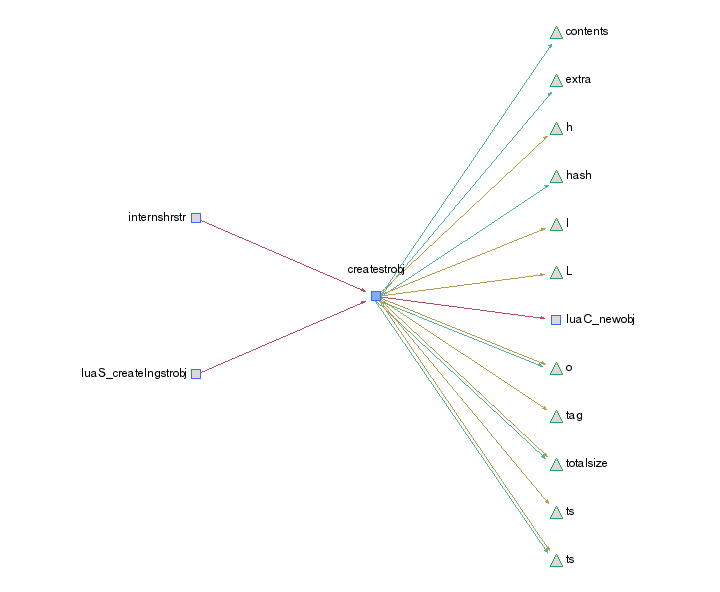 contents
extra
h
hash
internshrstr
l
createstrobj
L
luaC_newobj
luaS_createlngstrobj
o
tag
totalsize
ts
ts